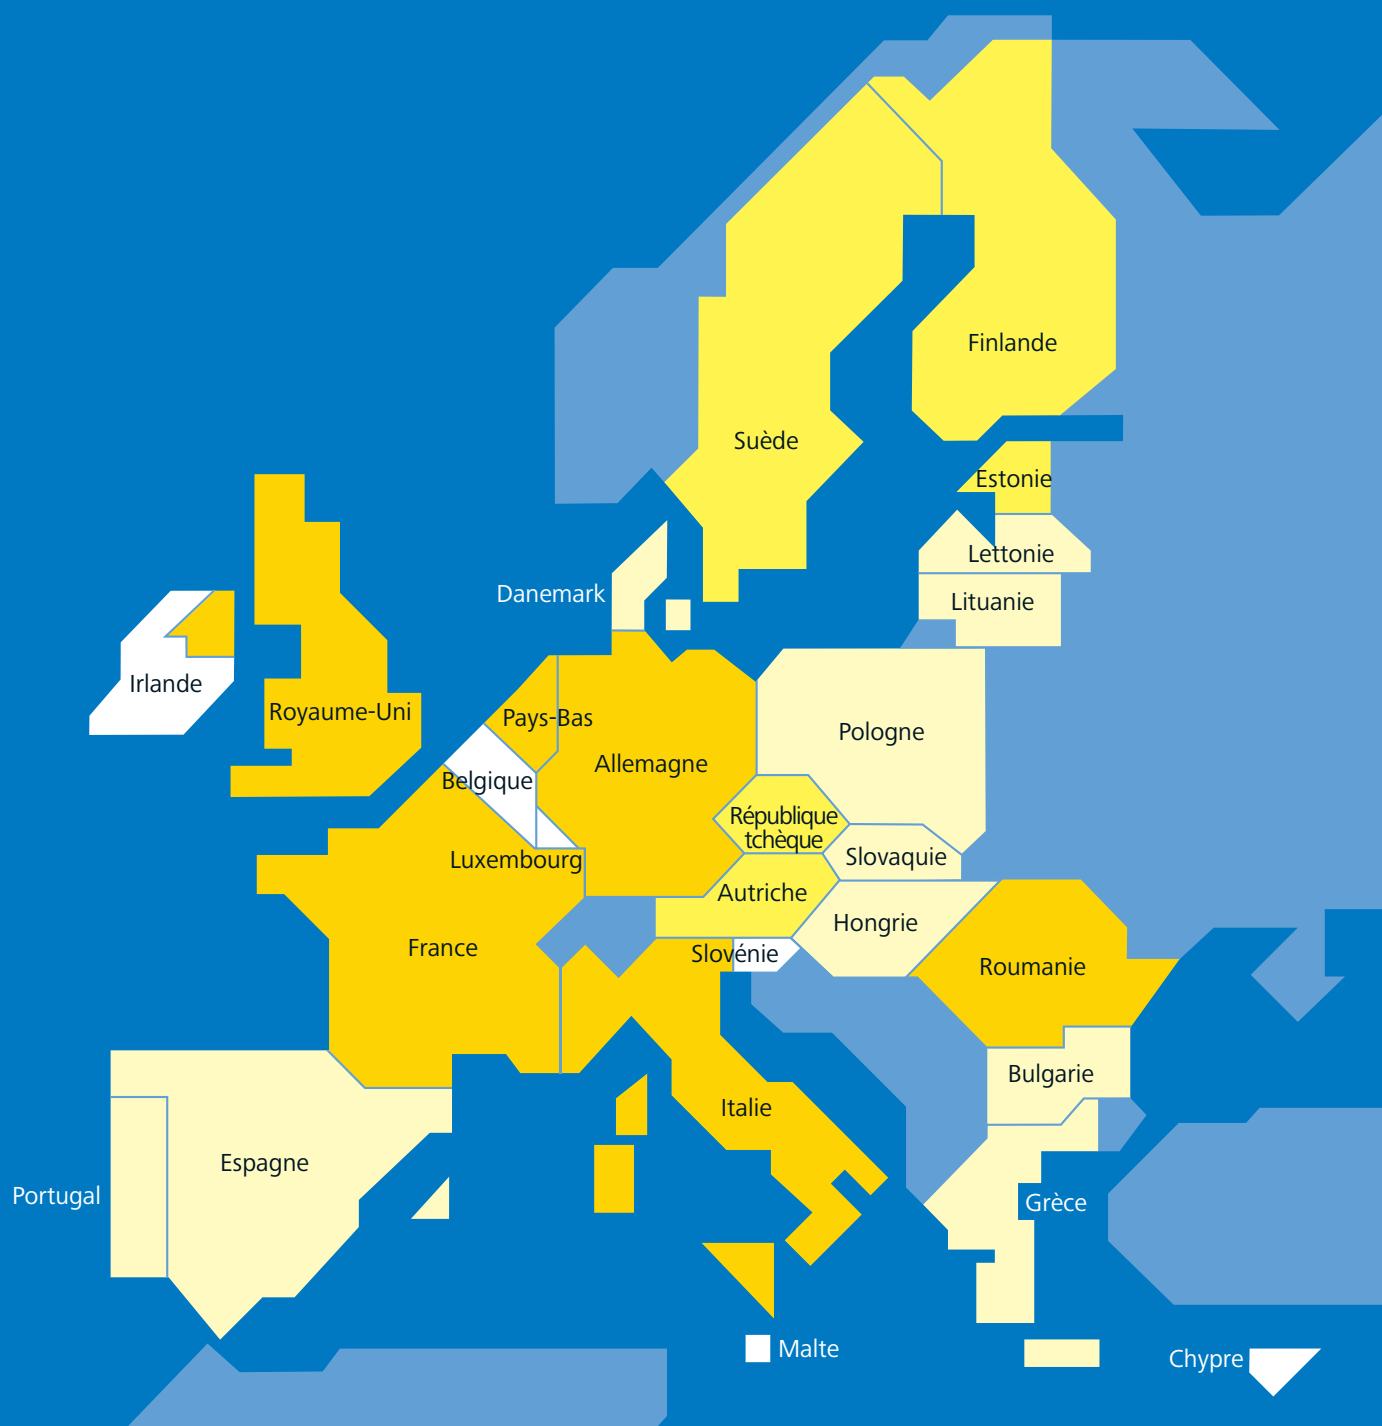 Finlande
Suède
Estonie
Lettonie
Danemark
Lituanie
Irlande
Royaume-Uni
Pays-Bas
Pologne
Allemagne
Belgique
République
tchèque
Luxembourg
Slovaquie
Autriche
Hongrie
France
Slovénie
Roumanie
Bulgarie
Italie
Espagne
Portugal
Grèce
Malte
Chypre